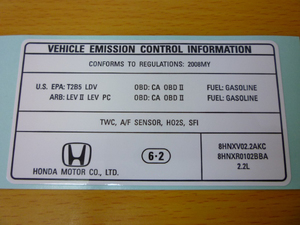 VEHICLE EMISSION CONTROL INFORMATION
CONFORMS TO REGULATIONS: 2008MY
U.S. EPA: T2B5 LDV OBD: CA OBD II FUEL: GASOLINE
ARB: LEV II LEV PC OBD: CA OBD II FUEL: GASOLINE
TWC, A/F SENSOR, HO2S, SFI
HONDA MOTOR CO., LTD.
6-2
8HNXV02.2AKC
8HNXR0102BBA
2.2L